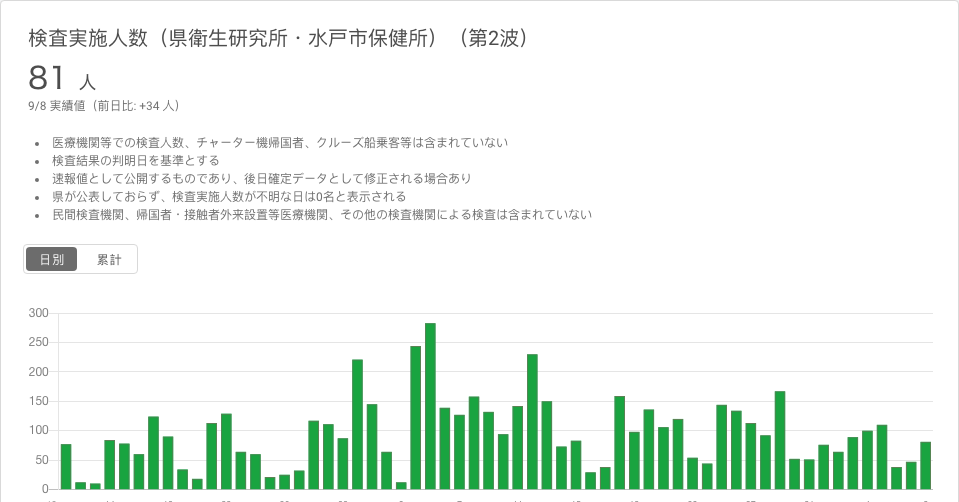 検査実施人数（県衛生研究所・水戸市保健所）（第2波）
81 人
9/8 実績値（前日比: +34 人）
医療機関等での検査人数、チャーター機帰国者、クルーズ船乗客等は含まれていない
検査結果の判明日を基準とする
速報値として公開するものであり、後日確定データとして修正される場合あり
県が公表しておらず、検査実施人数が不明な日は0名と表示される
民間検査機関、帰国者・接触者外来設置等医療機関、その他の検査機関による検査は含まれていない
日別 累計
300
250
200
150
100
50
0